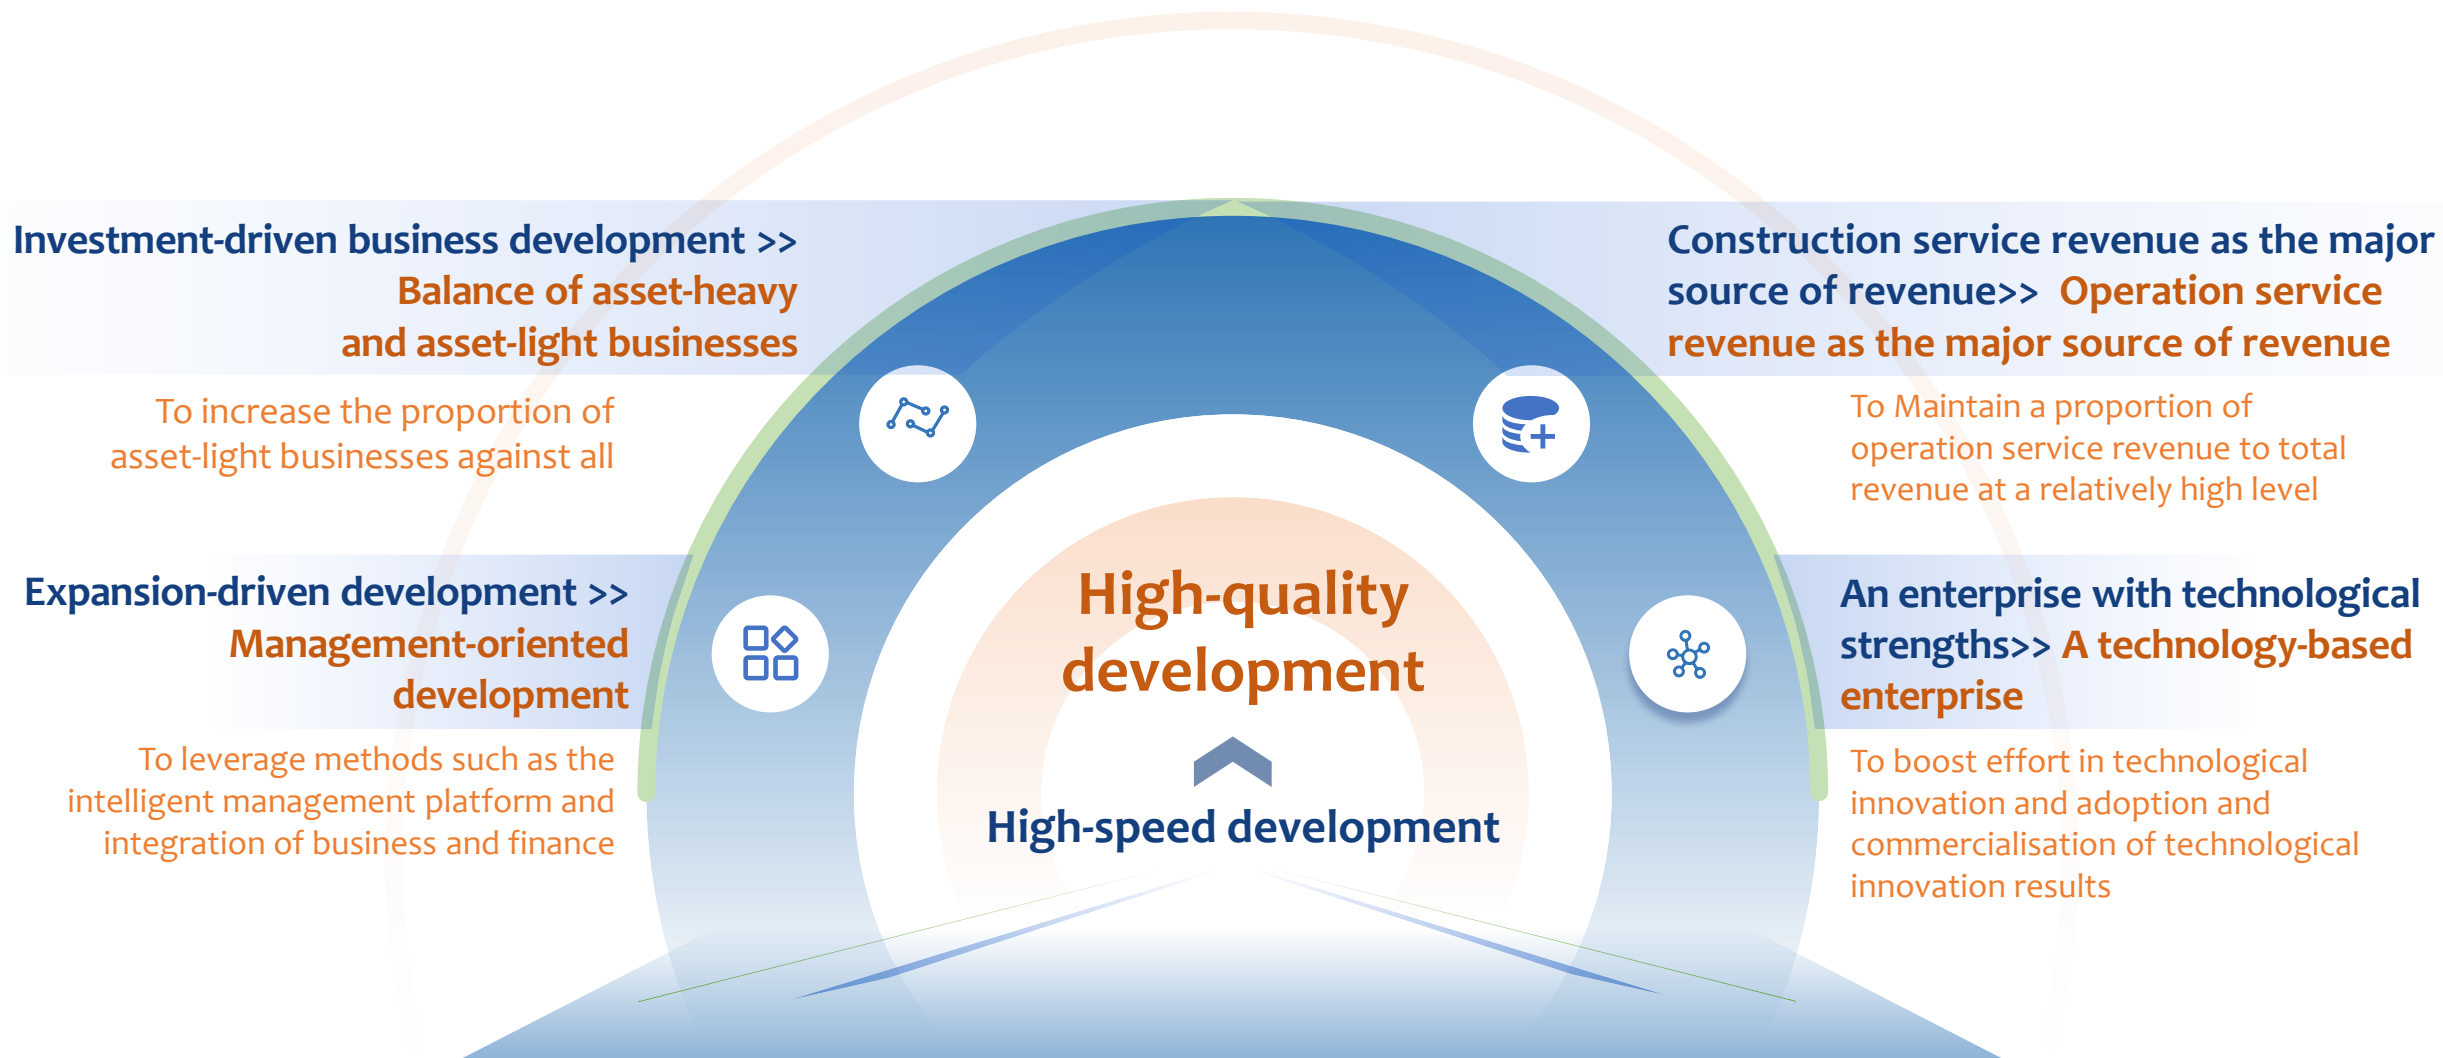 Investment-driven business development >>
Balance of asset-heavy
and asset-light businesses
To increase the proportion of
asset-light businesses against all
Expansion-driven development >>
Management-oriented
development
To leverage methods such as the
intelligent management platform and
integration of business and finance
High-quality
development
High-speed development
Construction service revenue as the major
source of revenue>> Operation service
revenue as the major source of revenue
To Maintain a proportion of
operation service revenue to total
revenue at a relatively high level
An enterprise with technological
strengths>> A technology-based
enterprise
To boost effort in technological
innovation and adoption and
commercialisation of technological
innovation results